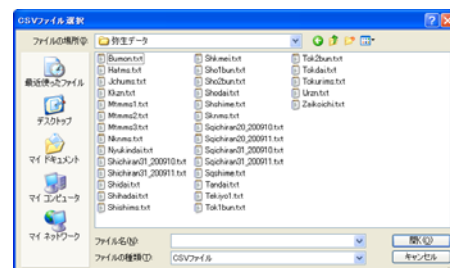 CSVファイル選択
ファイルの場所(I): 弥生データ
最近使ったファイル
デスクトップ
マイ ドキュメント
マイ コンピュータ
マイ ネットワーク
Bumon.txt
Hatms.txt
Jchums.txt
Kkzn.txt
Mtmms1.txt
Mtmms2.txt
Mtmms3.txt
Nknms.txt
Nyukindai.txt
Shichiran31_200910.txt
Shichiran31_200911.txt
Shidai.txt
Shihadai.txt
Shishims.txt
Shkmei.txt
Sho1bun.txt
Sho2bun.txt
Shodai.txt
Shohime.txt
Sknms.txt
Sqichiran20_200910.txt
Sqichiran20_200911.txt
Sqichiran31_200910.txt
Sqichiran31_200911.txt
Sqshime.txt
Tandai.txt
Tekiyo1.txt
Tok1bun.txt
Tok2bun.txt
Tokdai.txt
Tokurims.txt
Urzn.txt
Zaikoichi.txt
ファイル名(N):
開く(O)
ファイルの種類(T): CSVファイル
キャンセル